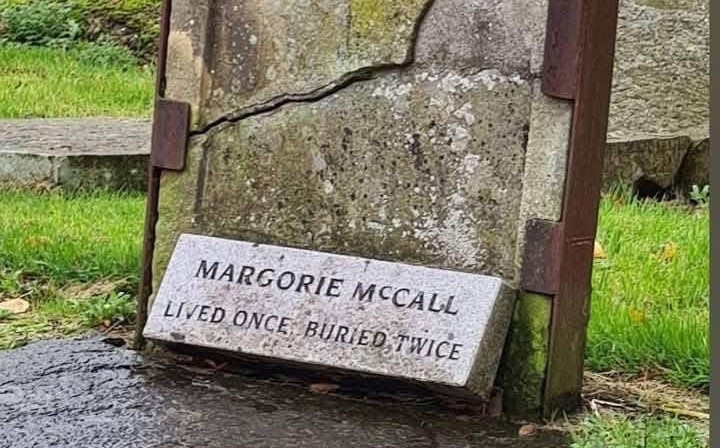 MARGORIE McCALL
LIVED ONCE, BURIED TWICE